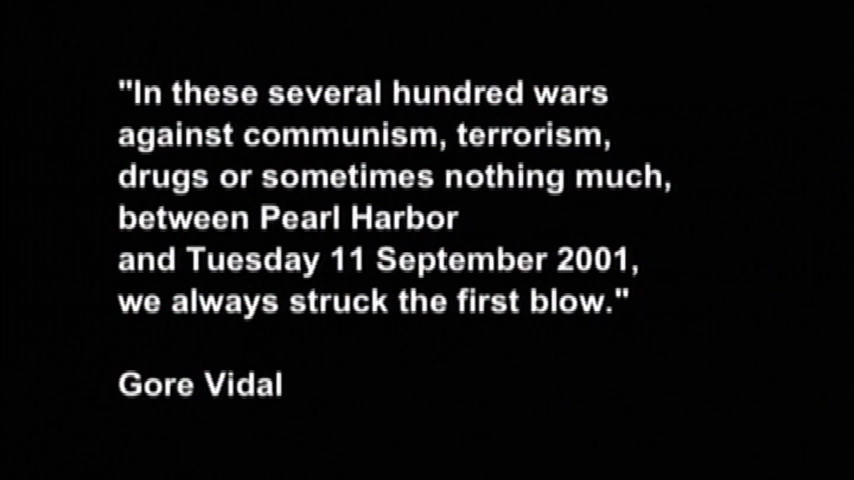 "In these several hundred wars
against communism, terrorism,
drugs or sometimes nothing much,
between Pearl Harbor
and Tuesday 11 September 2001,
we always struck the first blow."
Gore Vidal